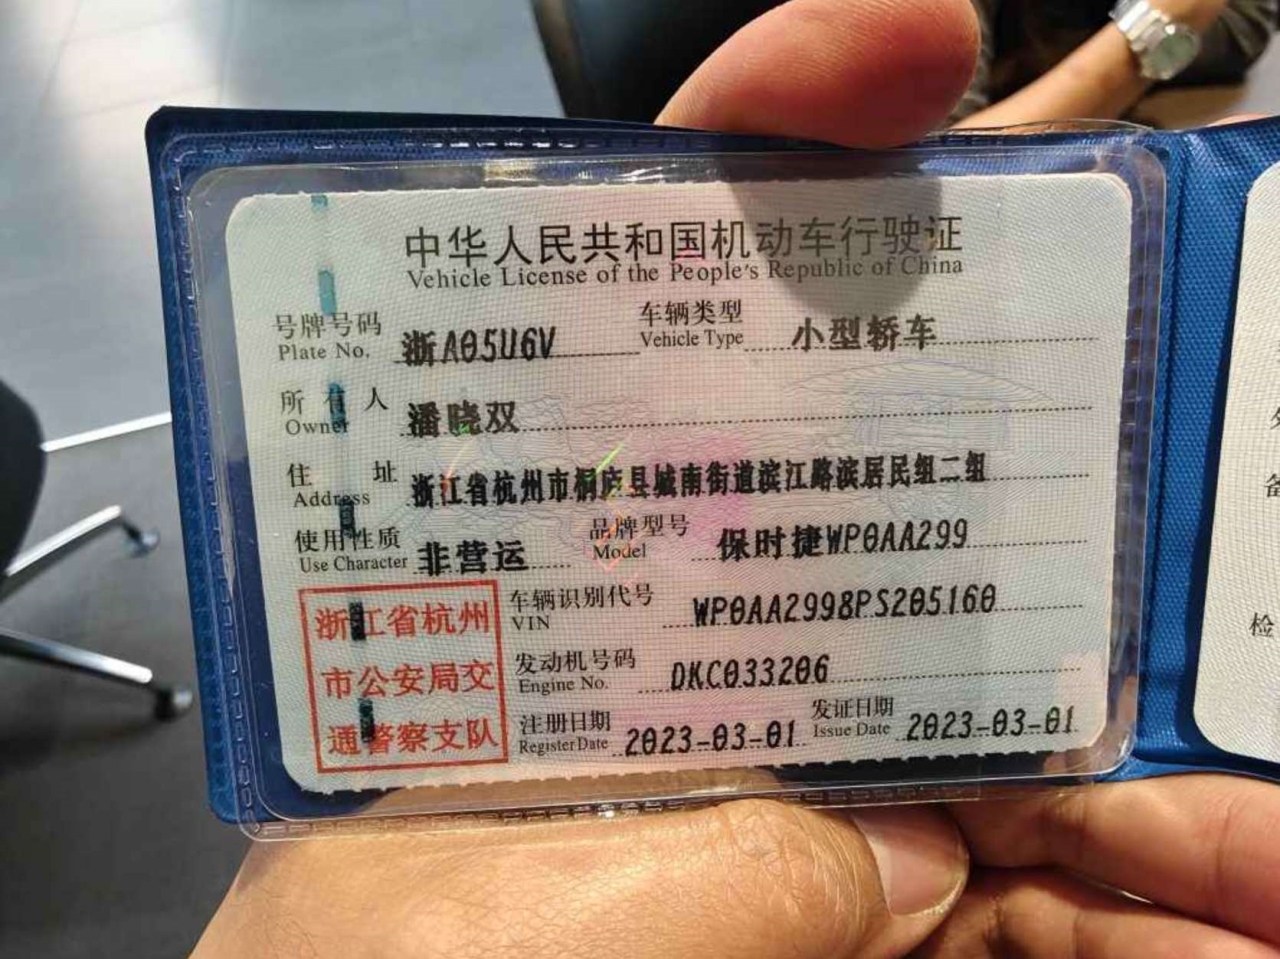 中华人民共和国机动车行驶证
Vehicle License of the People's Republic of China
号牌号码 浙A05U6V 车辆类型 小型轿车
Plate No. Vehicle Type
所有人 潘晓双
Owner
住址 浙江省杭州市桐庐县城南街道滨江路滨居民组二组
Address
使用性质 非营运 品牌型号 保时捷WP0AA299
Use Character Model
浙江省杭州
市公安局交
通警察支队
车辆识别代号 WP0AA2998PS205160
VIN
发动机号码 DKC033206
Engine No.
注册日期 2023-03-01 发证日期 2023-03-01
Register Date Issue Date
检